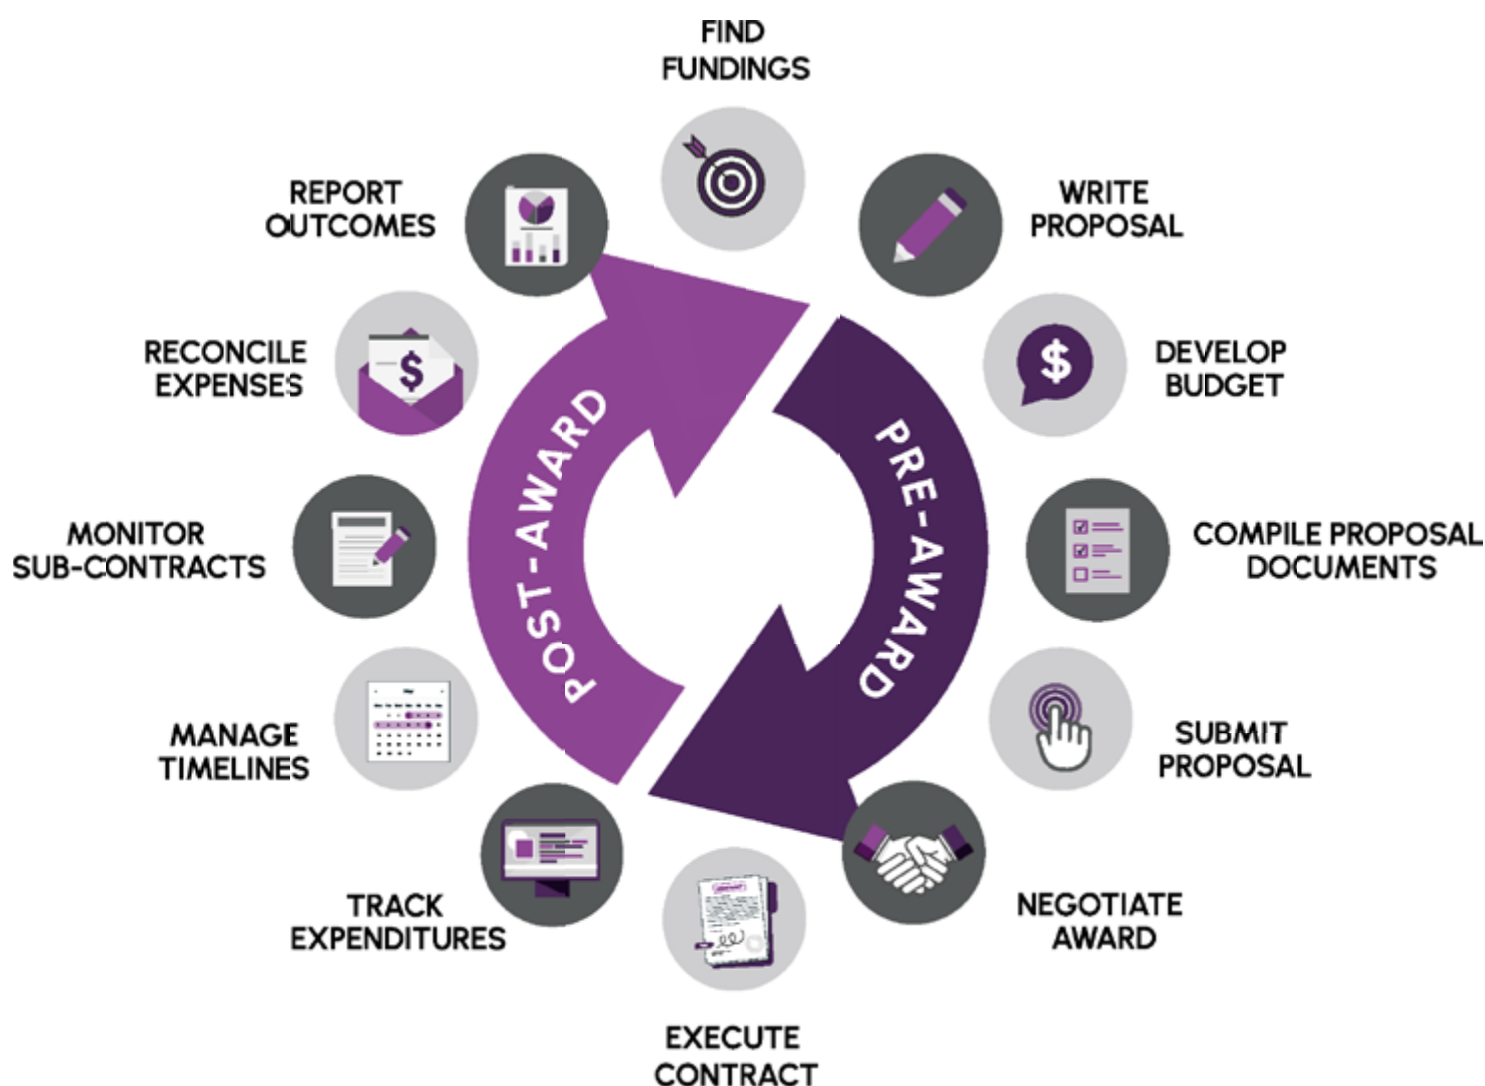 FIND
FUNDINGS
WRITE
PROPOSAL
DEVELOP
BUDGET
COMPILE PROPOSAL
DOCUMENTS
SUBMIT
PROPOSAL
NEGOTIATE
AWARD
EXECUTE
CONTRACT
TRACK
EXPENDITURES
MANAGE
TIMELINES
MONITOR
SUB-CONTRACTS
RECONCILE
EXPENSES
REPORT
OUTCOMES
PRE-AWARD
POST-AWARD
$
$